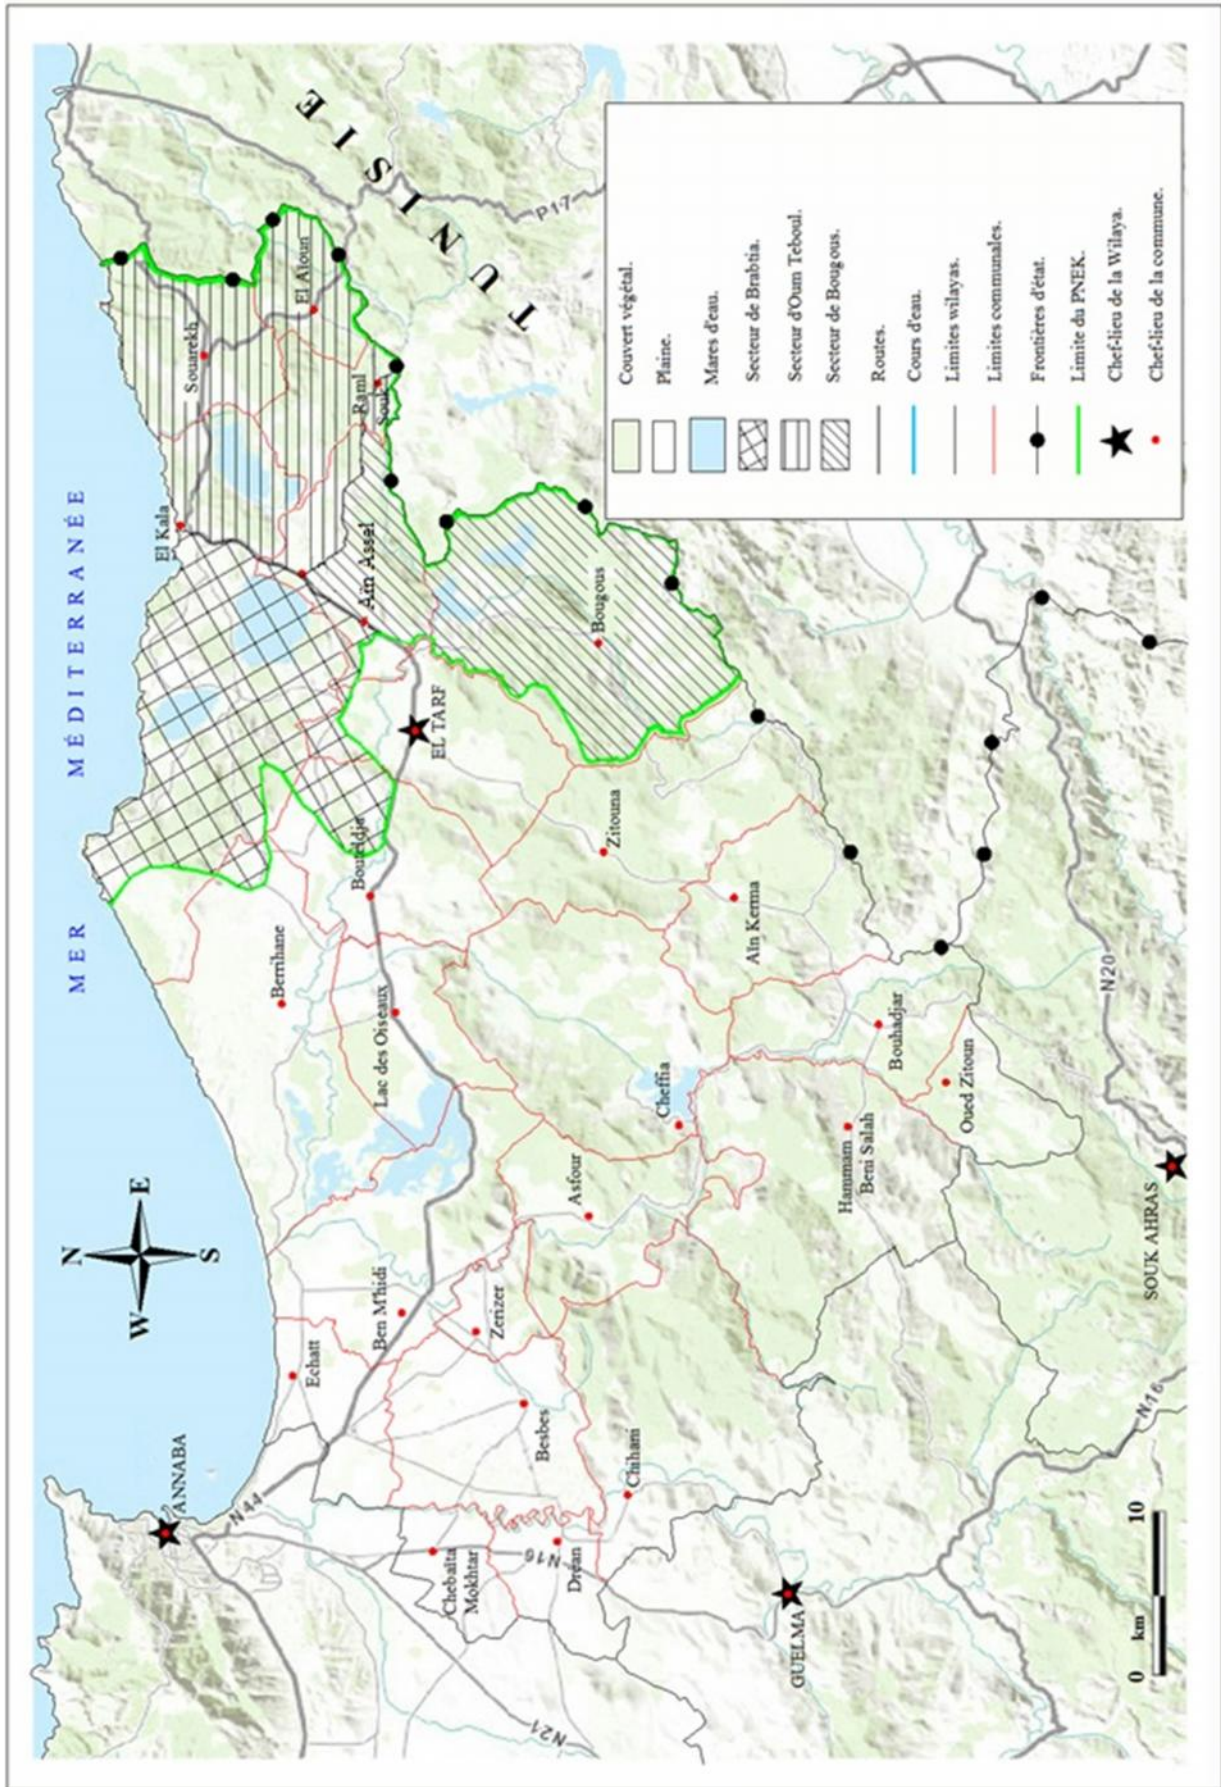 MER MÉDITERRANÉE
N
W
E
S
TUNISIE
ANNABA
N44
Echatt
Ben M'hidi
Zerizer
Besbes
Chebaïta
Mokhtar
N16
Drean
Chihani
N21
GUELMA
Asfour
Cheffia
Lac des Oiseaux
Berrihane
Bouteldja
EL TARF
Zitouna
Aïn Kerma
Bouhadjar
Oued Zitoun
Hammam
Beni Salah
SOUK AHRAS
N16
N20
El Kala
Aïn Assel
Bougous
Souarekh
El Aïoun
Raml
Souk
P17
0 km 10
Couvert végétal.
Plaine.
Mares d'eau.
Secteur de Brabtia.
Secteur d'Oum Teboul.
Secteur de Bougous.
Routes.
Cours d'eau.
Limites wilayas.
Limites communales.
Frontières d'état.
Limite du PNEK.
Chef-lieu de la Wilaya.
Chef-lieu de la commune.